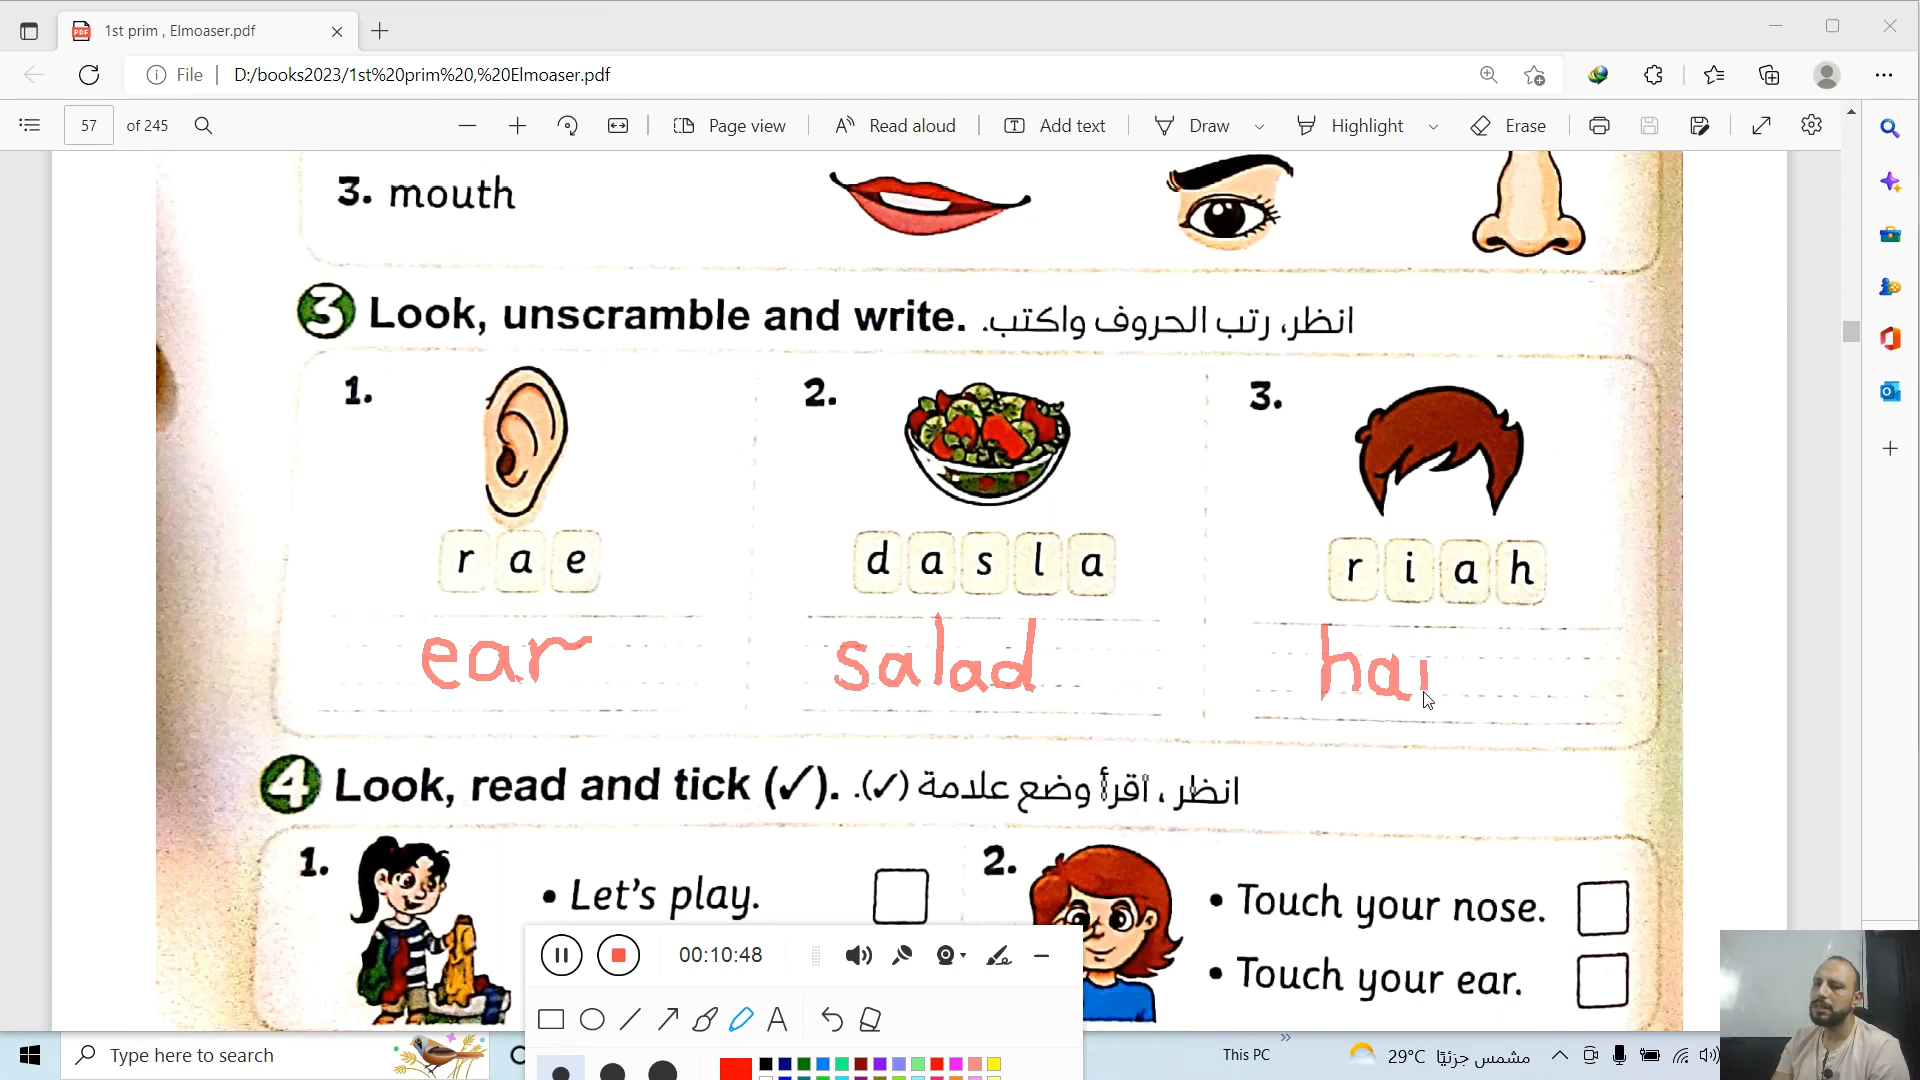 1st prim , Elmoaser.pdf
File D:/books2023/1st%20prim%20,%20Elmoaser.pdf
57 of 245 Page view Read aloud Add text Draw Highlight Erase
3. mouth
3 Look, unscramble and write. انظر، رتب الحروف واكتب.
1. 2. 3.
r a e d a s l a r i a h
ear salad hai
4 Look, read and tick (✓). انظر ، اقرأ وضع علامة (✓).
1. 2.
• Let's play.
• Touch your nose.
• Touch your ear.
00:10:48
A
Type here to search This PC 29°C مشمس جزئيًا